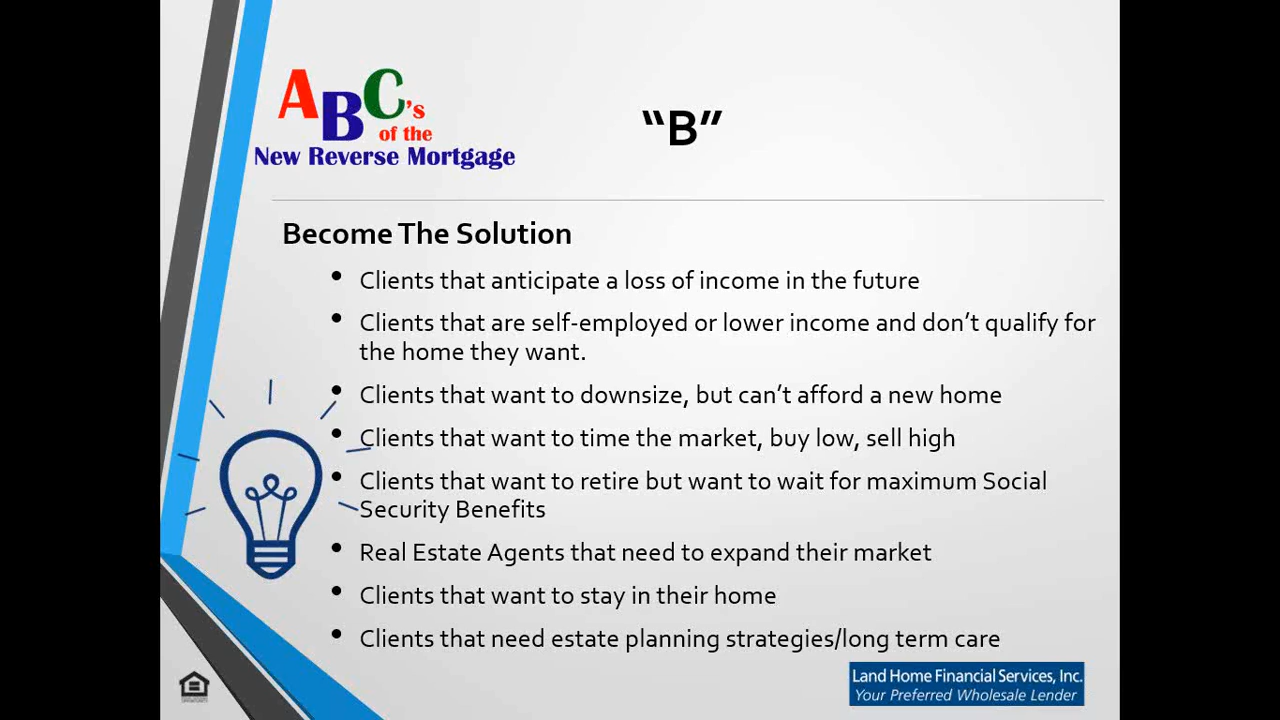 ABC's
of the
New Reverse Mortgage
“B”
Become The Solution
• Clients that anticipate a loss of income in the future
• Clients that are self-employed or lower income and don’t qualify for
the home they want.
• Clients that want to downsize, but can’t afford a new home
• Clients that want to time the market, buy low, sell high
• Clients that want to retire but want to wait for maximum Social
Security Benefits
• Real Estate Agents that need to expand their market
• Clients that want to stay in their home
• Clients that need estate planning strategies/long term care
Land Home Financial Services, Inc.
Your Preferred Wholesale Lender